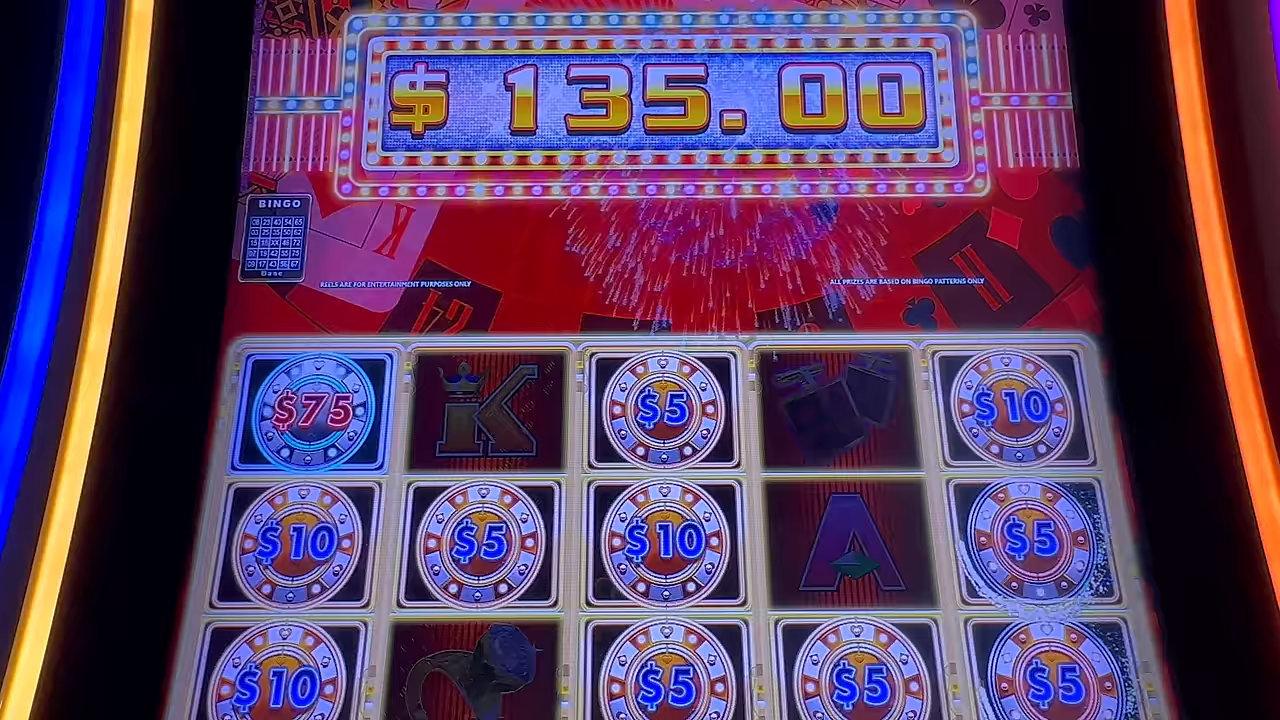 $ 135.00
BINGO
REELS ARE FOR ENTERTAINMENT PURPOSES ONLY
ALL PRIZES ARE BASED ON BINGO PATTERNS ONLY
$75 K $5 $10
$10 $5 $10 A $5
$10 $5 $5 $5